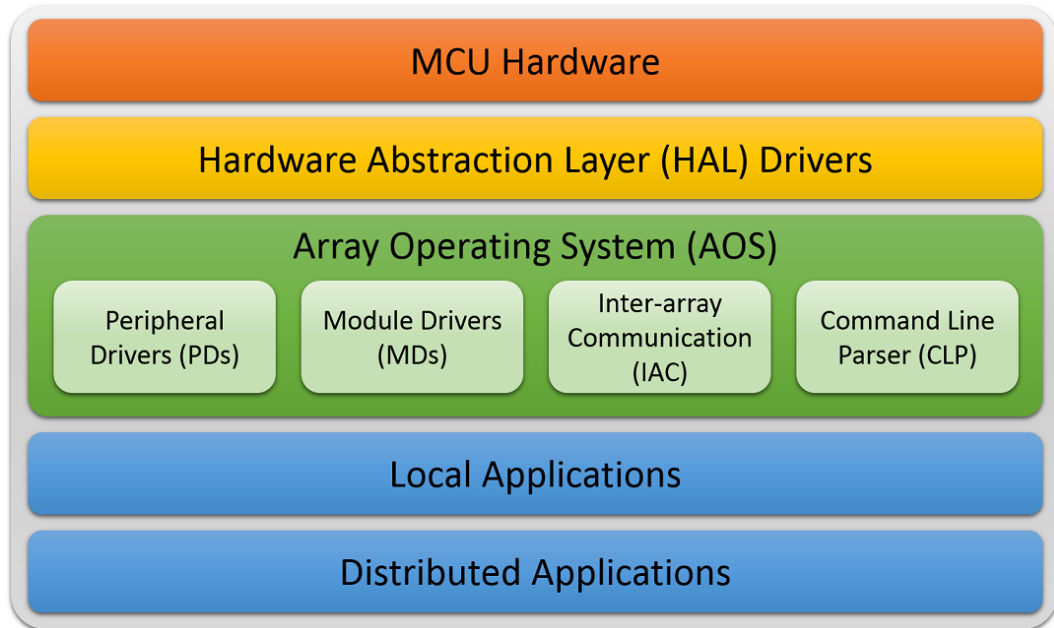 MCU Hardware
Hardware Abstraction Layer (HAL) Drivers
Array Operating System (AOS)
Peripheral
Drivers (PDs)
Module Drivers
(MDs)
Inter-array
Communication
(IAC)
Command Line
Parser (CLP)
Local Applications
Distributed Applications